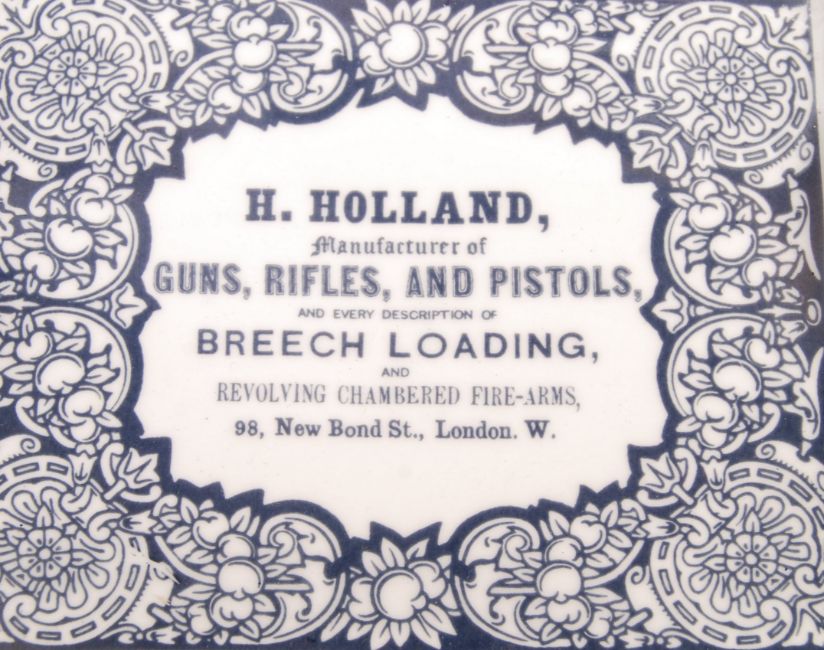 H. HOLLAND,
Manufacturer of
GUNS, RIFLES, AND PISTOLS,
AND EVERY DESCRIPTION OF
BREECH LOADING,
AND
REVOLVING CHAMBERED FIRE-ARMS,
98, New Bond St., London. W.